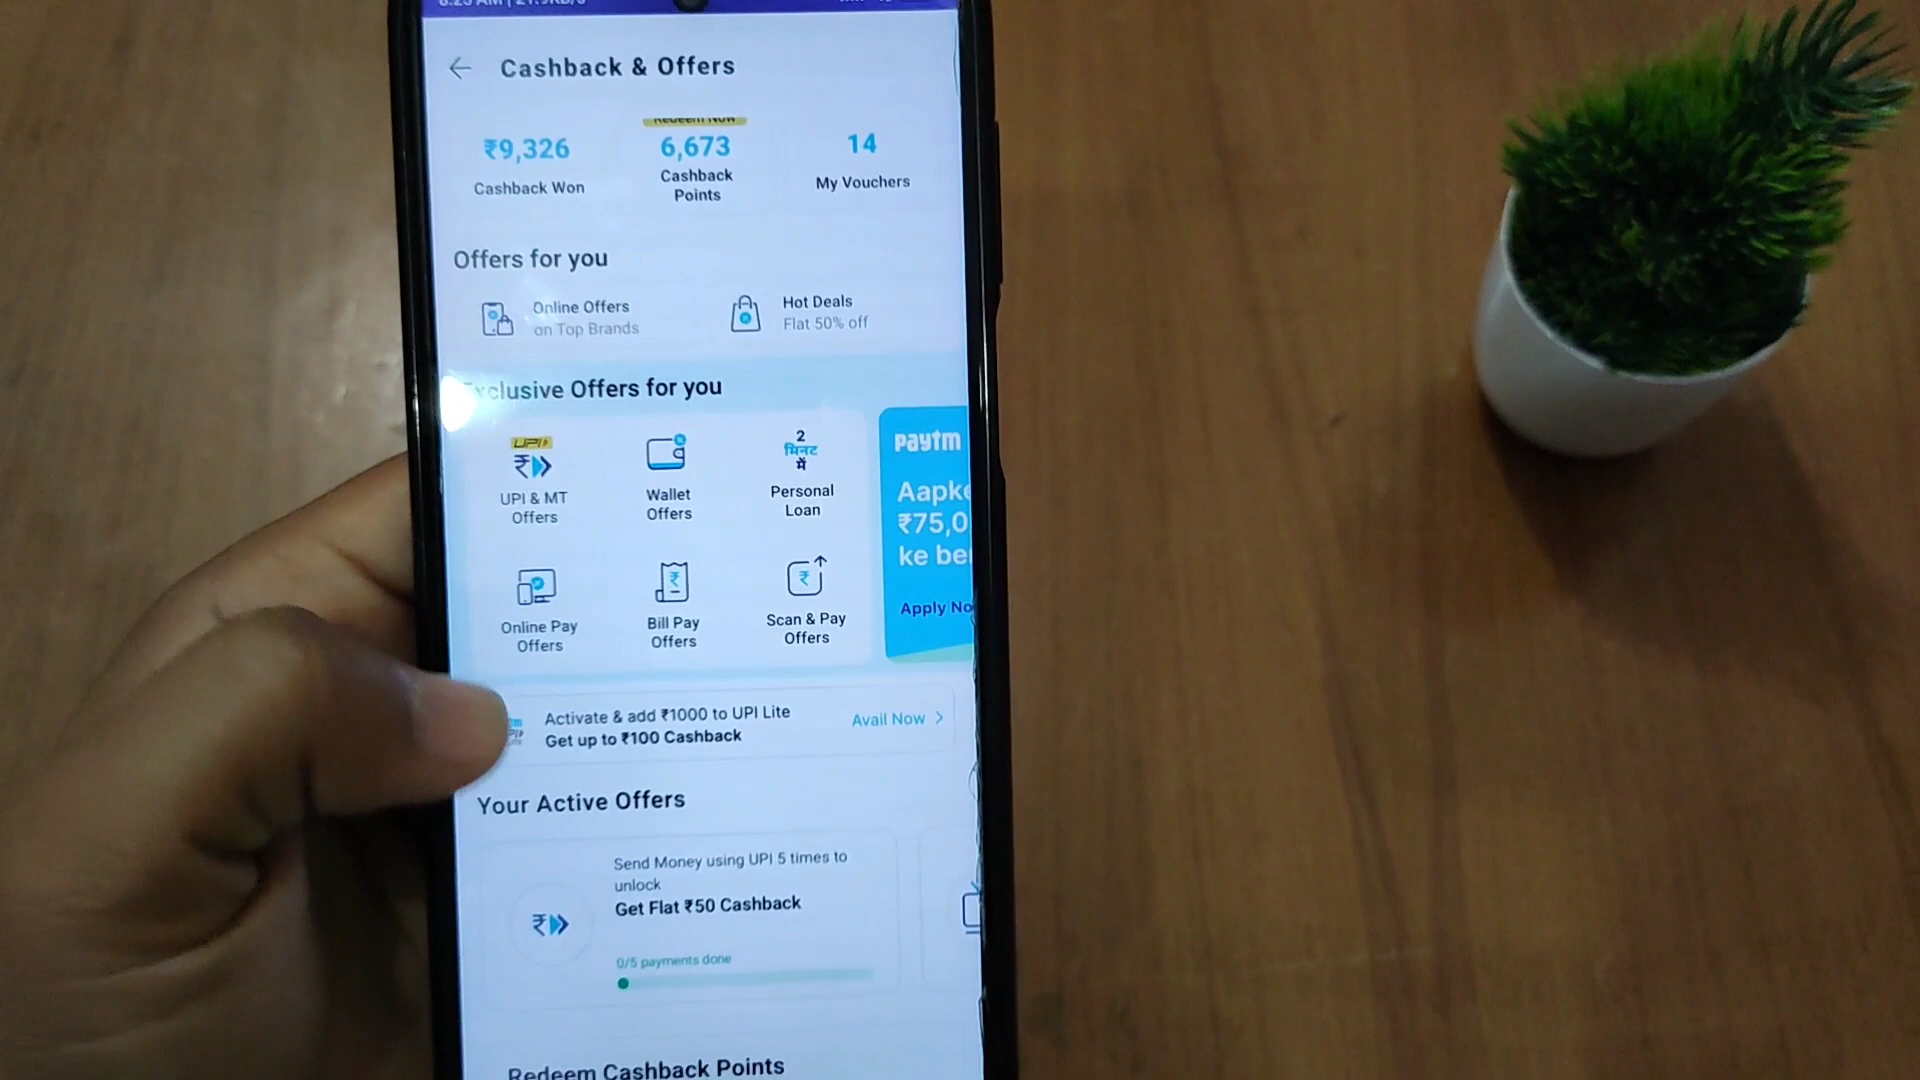 Cashback & Offers
Redeem Now
₹9,326
6,673
14
Cashback Won
Cashback
Points
My Vouchers
Offers for you
Online Offers
on Top Brands
Hot Deals
Flat 50% off
Exclusive Offers for you
UPI
UPI & MT
Offers
Wallet
Offers
2
मिनट
में
Personal
Loan
paytm
Aapke
₹75,0
ke be
Apply No
Online Pay
Offers
Bill Pay
Offers
Scan & Pay
Offers
Activate & add ₹1000 to UPI Lite
Get up to ₹100 Cashback
Avail Now
Your Active Offers
Send Money using UPI 5 times to
unlock
Get Flat ₹50 Cashback
0/5 payments done
Redeem Cashback Points